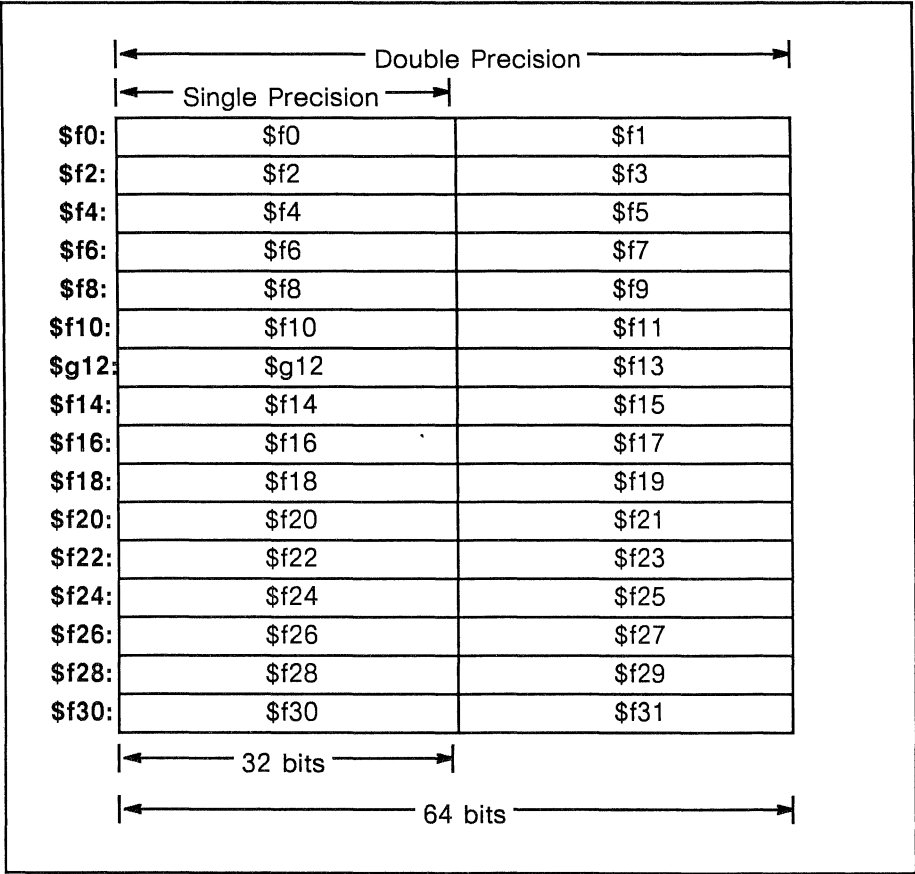 Double Precision
Single Precision
$f0: $f0 $f1
$f2: $f2 $f3
$f4: $f4 $f5
$f6: $f6 $f7
$f8: $f8 $f9
$f10: $f10 $f11
$g12: $g12 $f13
$f14: $f14 $f15
$f16: $f16 $f17
$f18: $f18 $f19
$f20: $f20 $f21
$f22: $f22 $f23
$f24: $f24 $f25
$f26: $f26 $f27
$f28: $f28 $f29
$f30: $f30 $f31
32 bits
64 bits